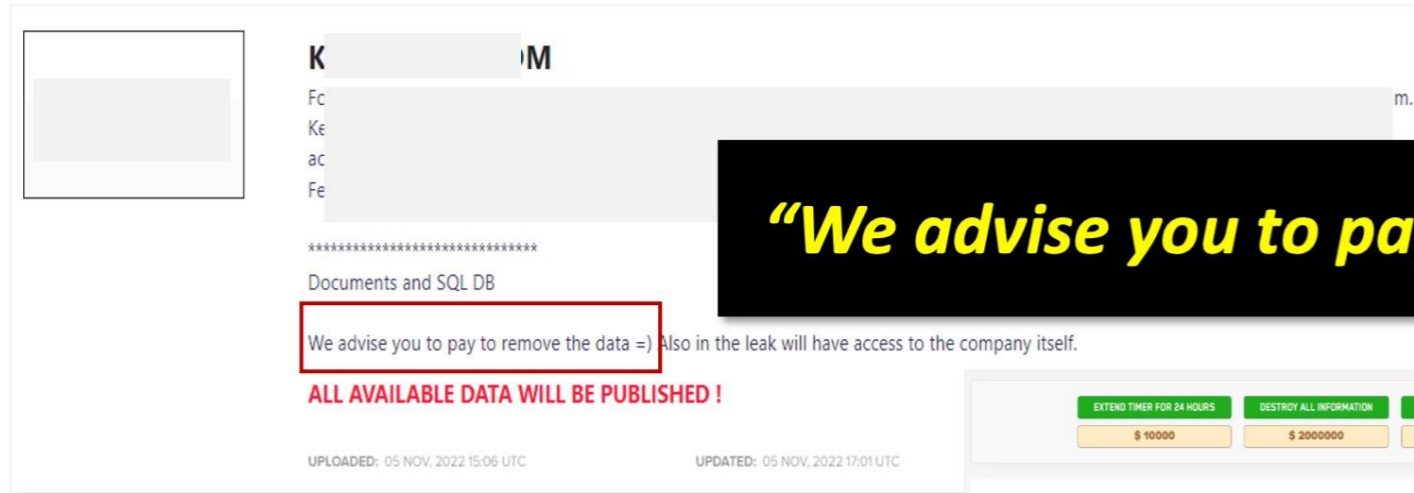 K M
Fo m.
Ke
ac
Fe
“We advise you to pa
*******************************
Documents and SQL DB
We advise you to pay to remove the data =) Also in the leak will have access to the company itself.
ALL AVAILABLE DATA WILL BE PUBLISHED !
EXTEND TIMER FOR 24 HOURS DESTROY ALL INFORMATION
$ 10000 $ 2000000
UPLOADED: 05 NOV, 2022 15:06 UTC UPDATED: 05 NOV, 2022 17:01 UTC